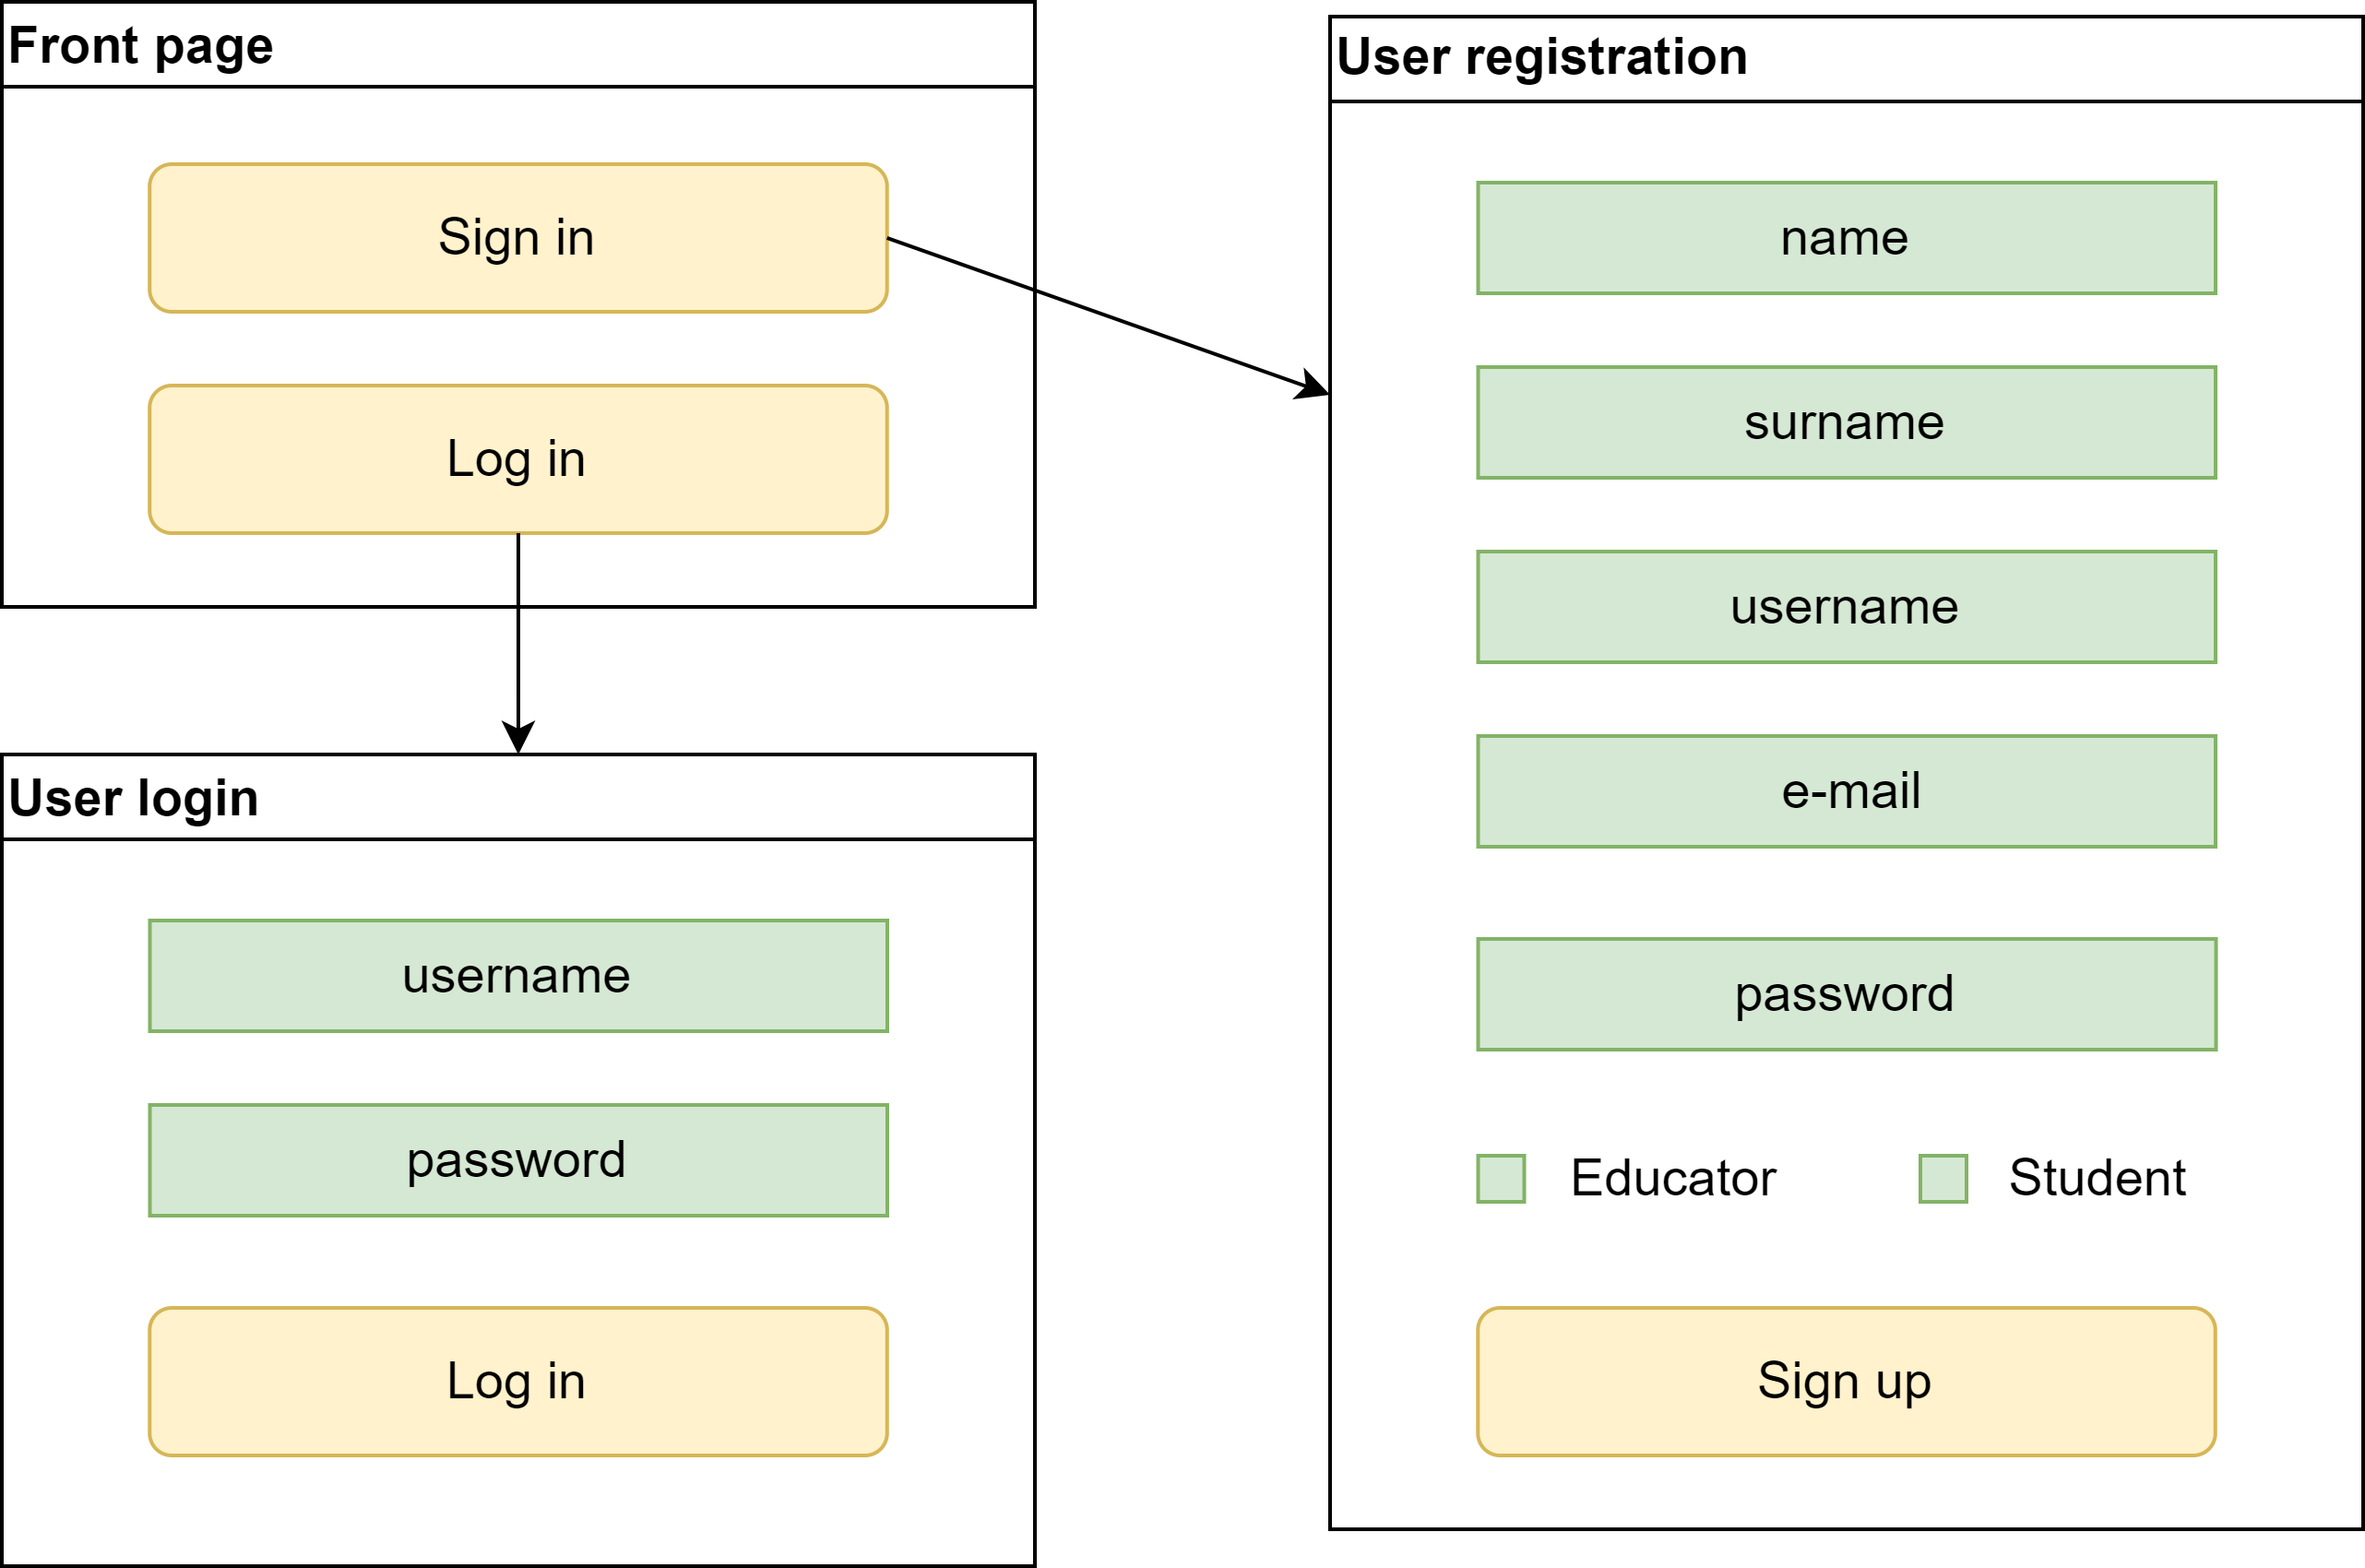 Front page
Sign in
Log in
User login
username
password
Log in
User registration
name
surname
username
e-mail
password
Educator
Student
Sign up